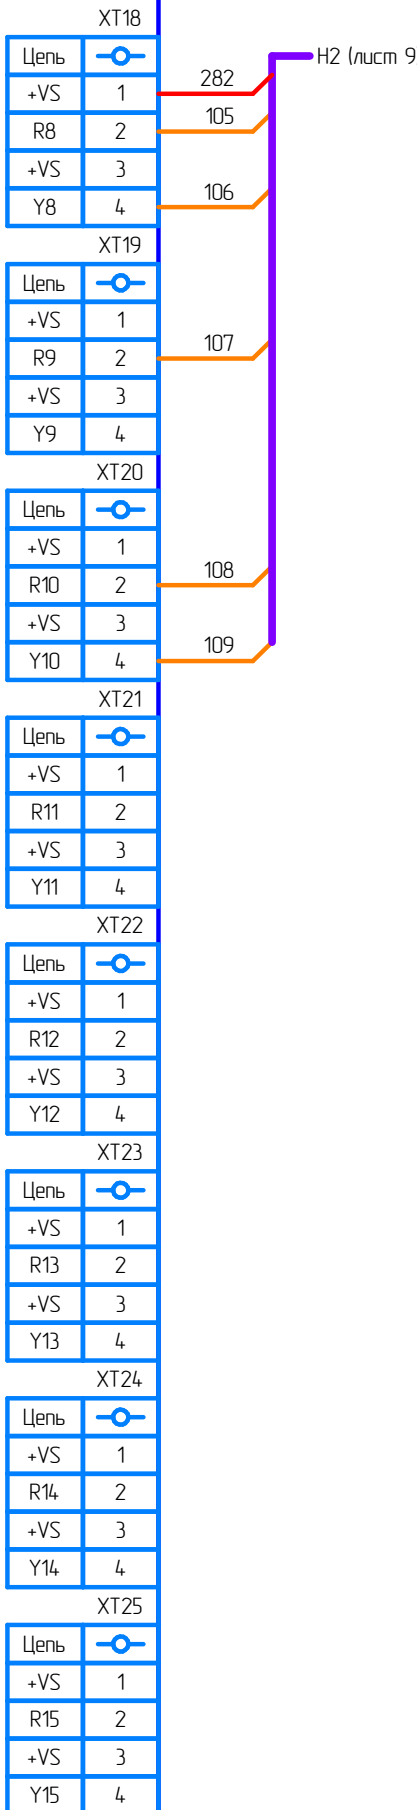 XT18
Цепь
H2 (лист 9
+VS 1 282
R8 2 105
+VS 3
Y8 4 106
XT19
Цепь
+VS 1
R9 2 107
+VS 3
Y9 4
XT20
Цепь
+VS 1
R10 2 108
+VS 3
Y10 4 109
XT21
Цепь
+VS 1
R11 2
+VS 3
Y11 4
XT22
Цепь
+VS 1
R12 2
+VS 3
Y12 4
XT23
Цепь
+VS 1
R13 2
+VS 3
Y13 4
XT24
Цепь
+VS 1
R14 2
+VS 3
Y14 4
XT25
Цепь
+VS 1
R15 2
+VS 3
Y15 4